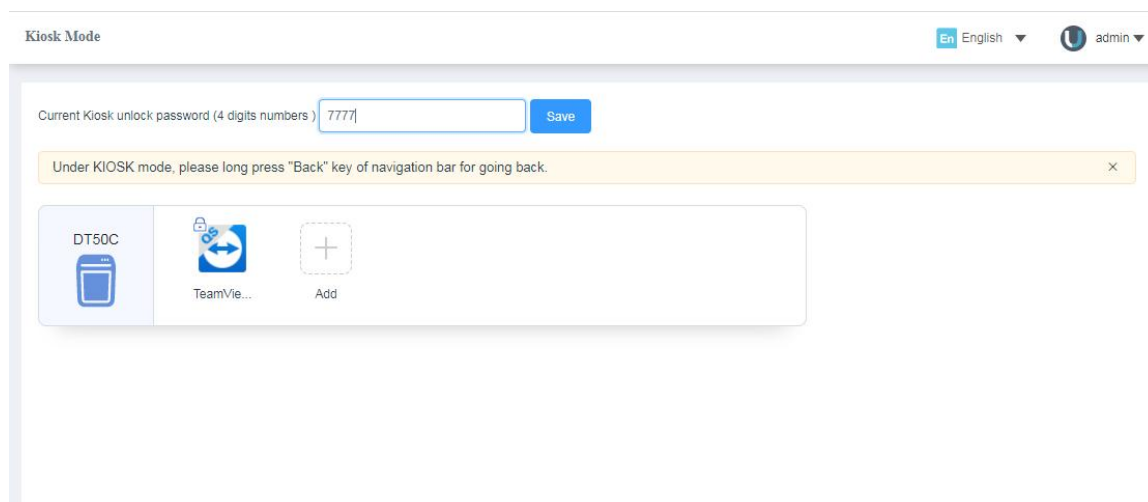 Kiosk Mode
En English
admin
Current Kiosk unlock password (4 digits numbers ) 7777 Save
Under KIOSK mode, please long press "Back" key of navigation bar for going back.
DT50C
QS
TeamVie...
Add